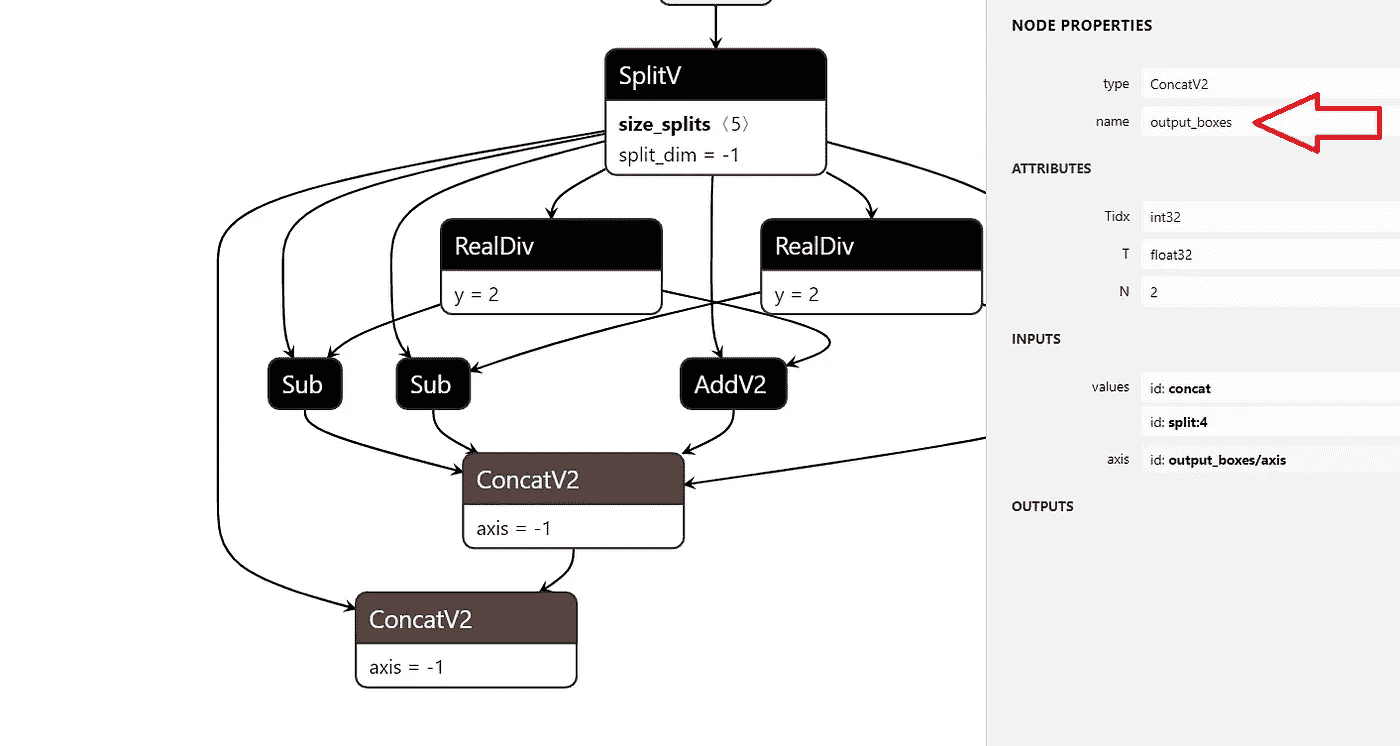 SplitV
size_splits〈5〉
split_dim = -1
RealDiv
y = 2
RealDiv
y = 2
Sub
Sub
AddV2
ConcatV2
axis = -1
ConcatV2
axis = -1
NODE PROPERTIES
type ConcatV2
name output_boxes
ATTRIBUTES
Tidx int32
T float32
N 2
INPUTS
values id: concat
id: split:4
axis id: output_boxes/axis
OUTPUTS